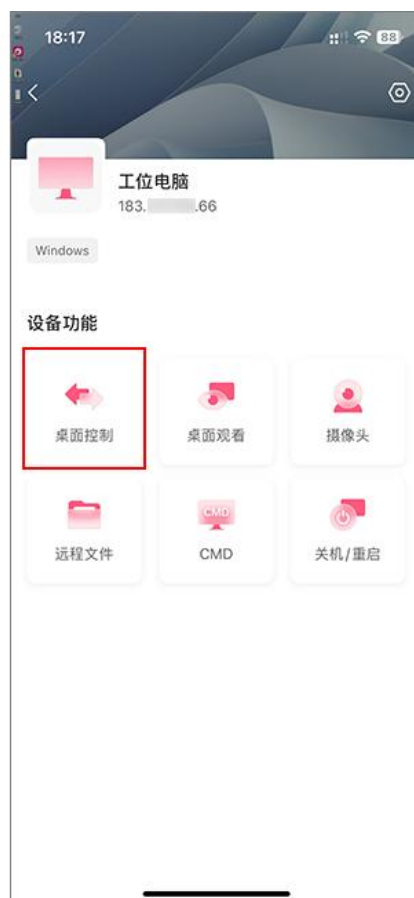 18:17
88
工位电脑
183. .66
Windows
设备功能
桌面控制
桌面观看
摄像头
远程文件
CMD
CMD
关机/重启